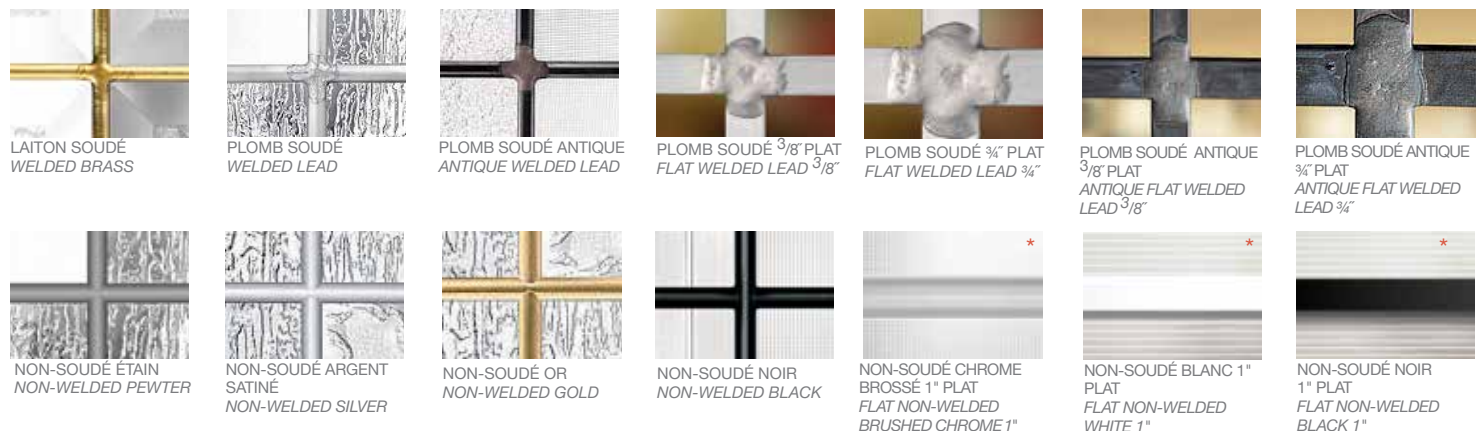 LAITON SOUDÉ
WELDED BRASS
PLOMB SOUDÉ
WELDED LEAD
PLOMB SOUDÉ ANTIQUE
ANTIQUE WELDED LEAD
PLOMB SOUDÉ 3/8˝ PLAT
FLAT WELDED LEAD 3/8˝
PLOMB SOUDÉ ¾˝ PLAT
FLAT WELDED LEAD ¾˝
PLOMB SOUDÉ ANTIQUE
3/8˝ PLAT
ANTIQUE FLAT WELDED
LEAD 3/8˝
PLOMB SOUDÉ ANTIQUE
¾˝ PLAT
ANTIQUE FLAT WELDED
LEAD ¾˝
NON-SOUDÉ ÉTAIN
NON-WELDED PEWTER
NON-SOUDÉ ARGENT
SATINÉ
NON-WELDED SILVER
NON-SOUDÉ OR
NON-WELDED GOLD
NON-SOUDÉ NOIR
NON-WELDED BLACK
*
NON-SOUDÉ CHROME
BROSSÉ 1" PLAT
FLAT NON-WELDED
BRUSHED CHROME 1"
*
NON-SOUDÉ BLANC 1"
PLAT
FLAT NON-WELDED
WHITE 1"
*
NON-SOUDÉ NOIR
1" PLAT
FLAT NON-WELDED
BLACK 1"